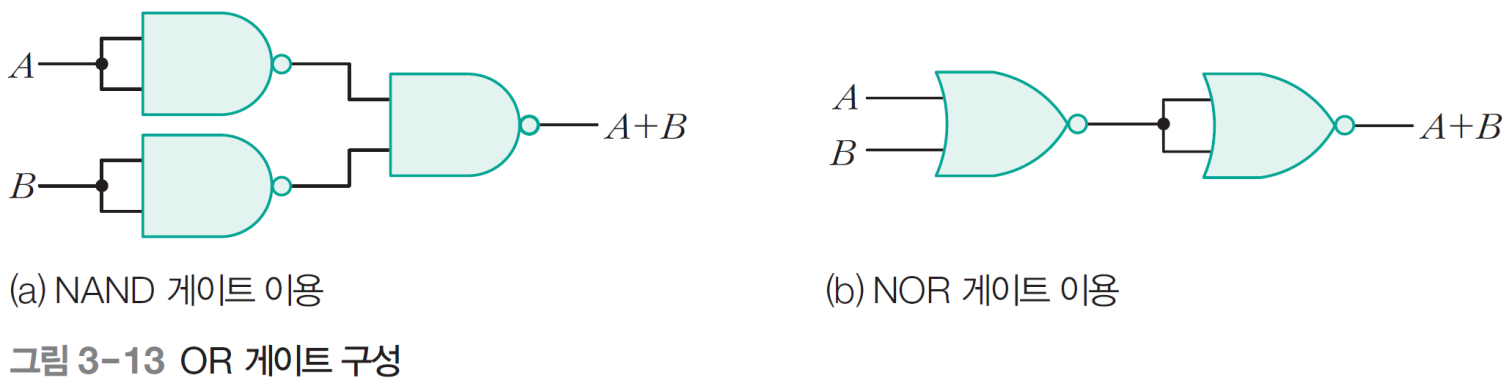 A
B
A+B
(a) NAND 게이트 이용
A
B
A+B
(b) NOR 게이트 이용
그림 3-13 OR 게이트 구성